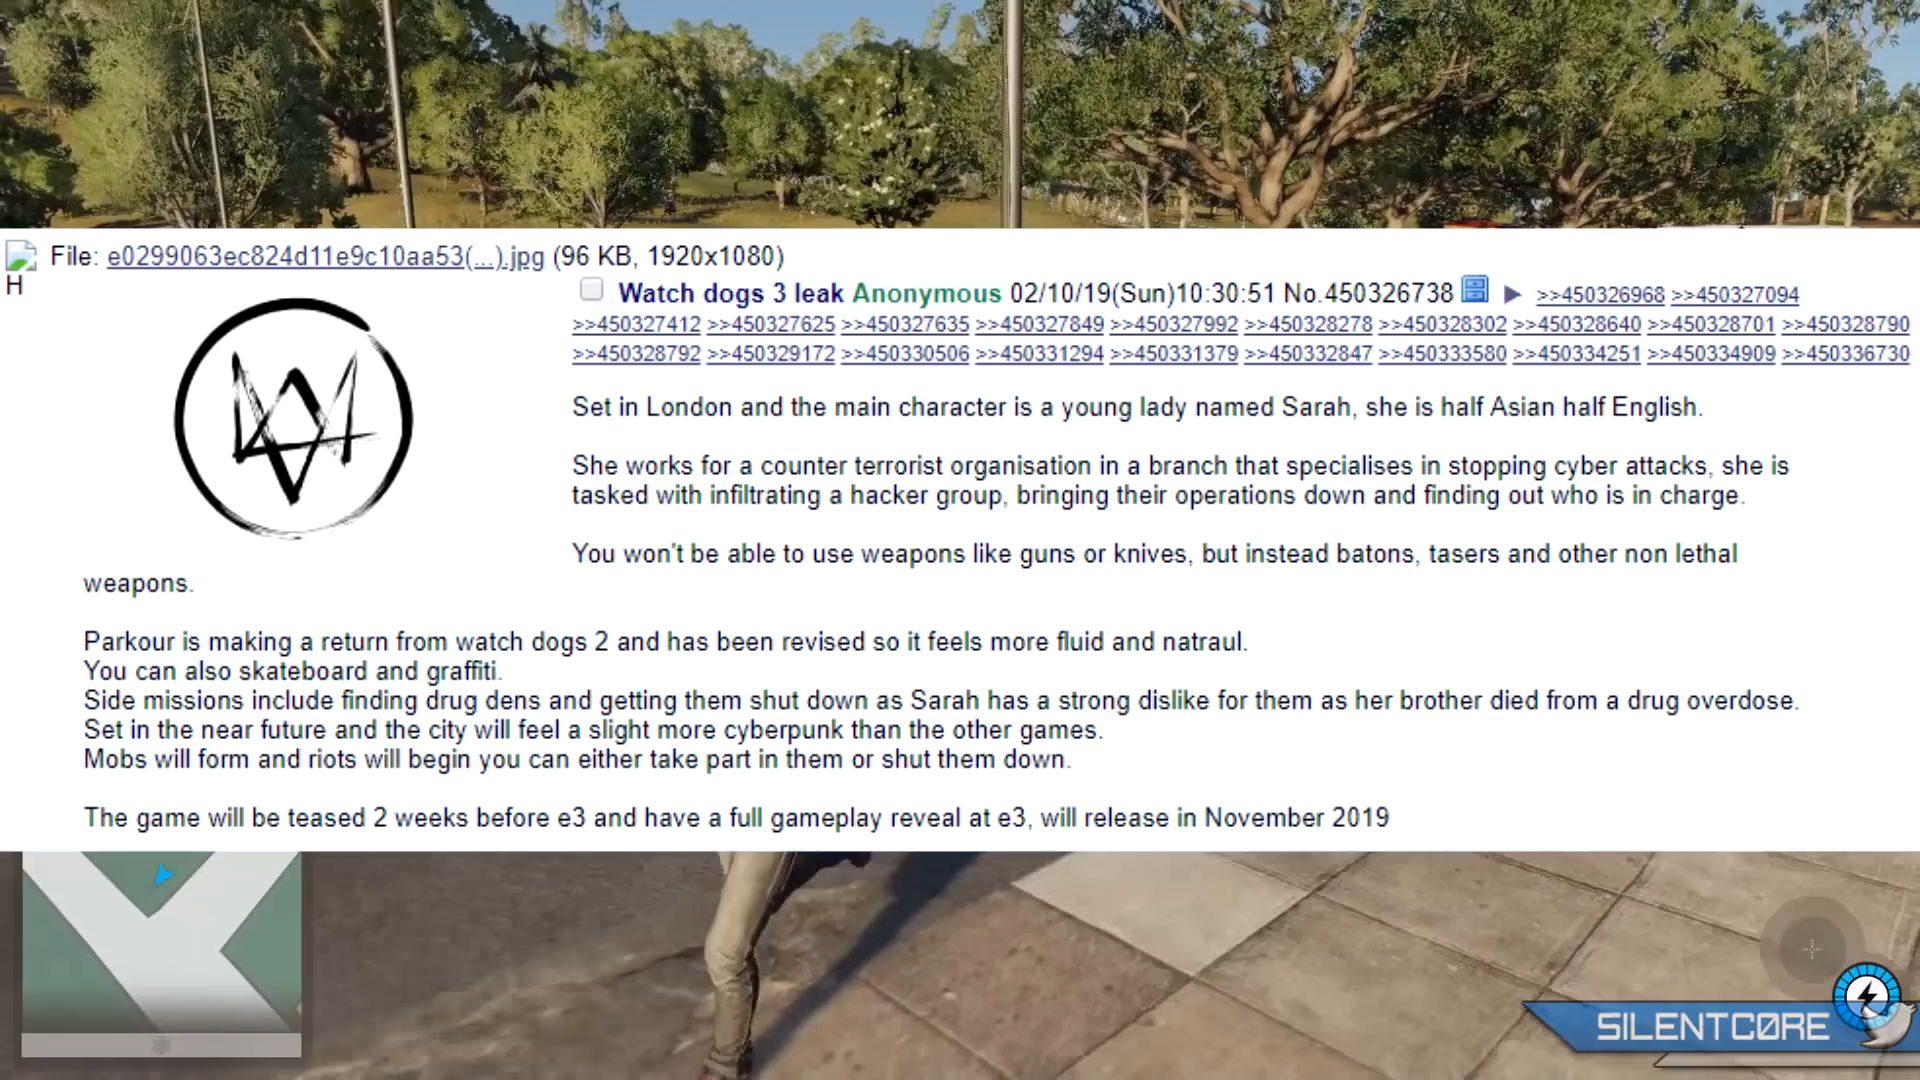 File: e0299063ec824d11e9c10aa53(...).jpg (96 KB, 1920x1080)
H
Watch dogs 3 leak Anonymous 02/10/19(Sun)10:30:51 No.450326738 ▶ >>450326968 >>450327094
>>450327412 >>450327625 >>450327635 >>450327849 >>450327992 >>450328278 >>450328302 >>450328640 >>450328701 >>450328790
>>450328792 >>450329172 >>450330506 >>450331294 >>450331379 >>450332847 >>450333580 >>450334251 >>450334909 >>450336730
Set in London and the main character is a young lady named Sarah, she is half Asian half English.
She works for a counter terrorist organisation in a branch that specialises in stopping cyber attacks, she is
tasked with infiltrating a hacker group, bringing their operations down and finding out who is in charge.
You won't be able to use weapons like guns or knives, but instead batons, tasers and other non lethal
weapons.
Parkour is making a return from watch dogs 2 and has been revised so it feels more fluid and natraul.
You can also skateboard and graffiti.
Side missions include finding drug dens and getting them shut down as Sarah has a strong dislike for them as her brother died from a drug overdose.
Set in the near future and the city will feel a slight more cyberpunk than the other games.
Mobs will form and riots will begin you can either take part in them or shut them down.
The game will be teased 2 weeks before e3 and have a full gameplay reveal at e3, will release in November 2019
SILENTCØRE